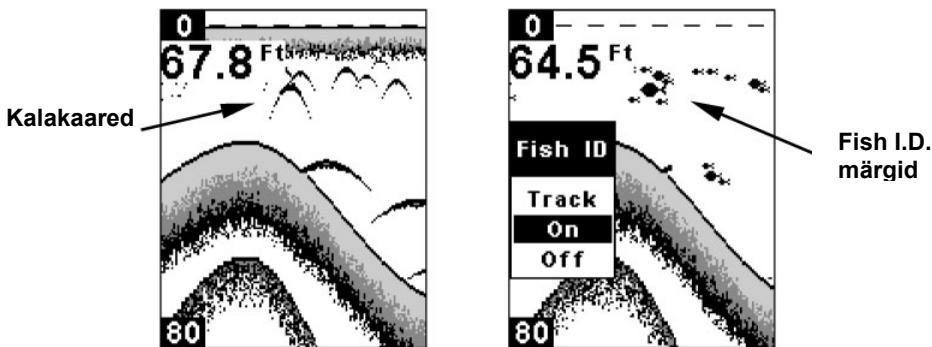 Kalakaared
0
67.8 Ft
80
0
64.5 Ft
Fish ID
Track
On
Off
80
Fish I.D.
märgid